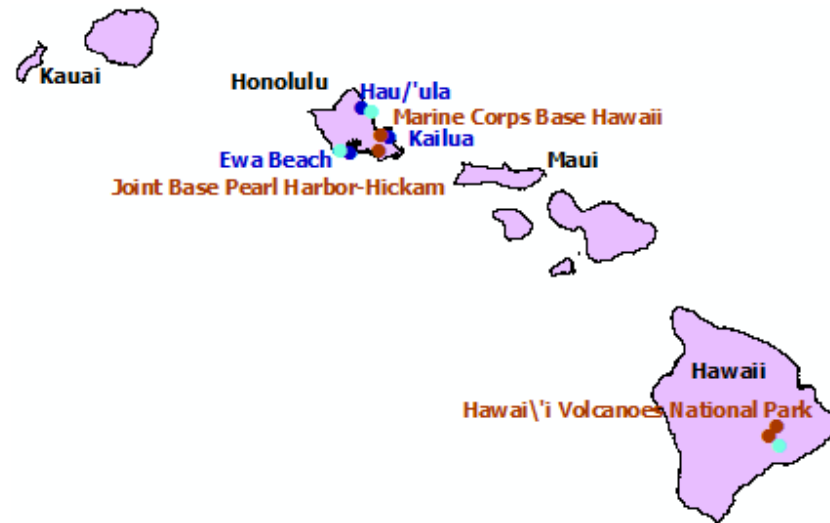 Kauai
Honolulu
Hau/'ula
Marine Corps Base Hawaii
Kailua
Ewa Beach
Maui
Joint Base Pearl Harbor-Hickam
Hawaii
Hawai\'i Volcanoes National Park